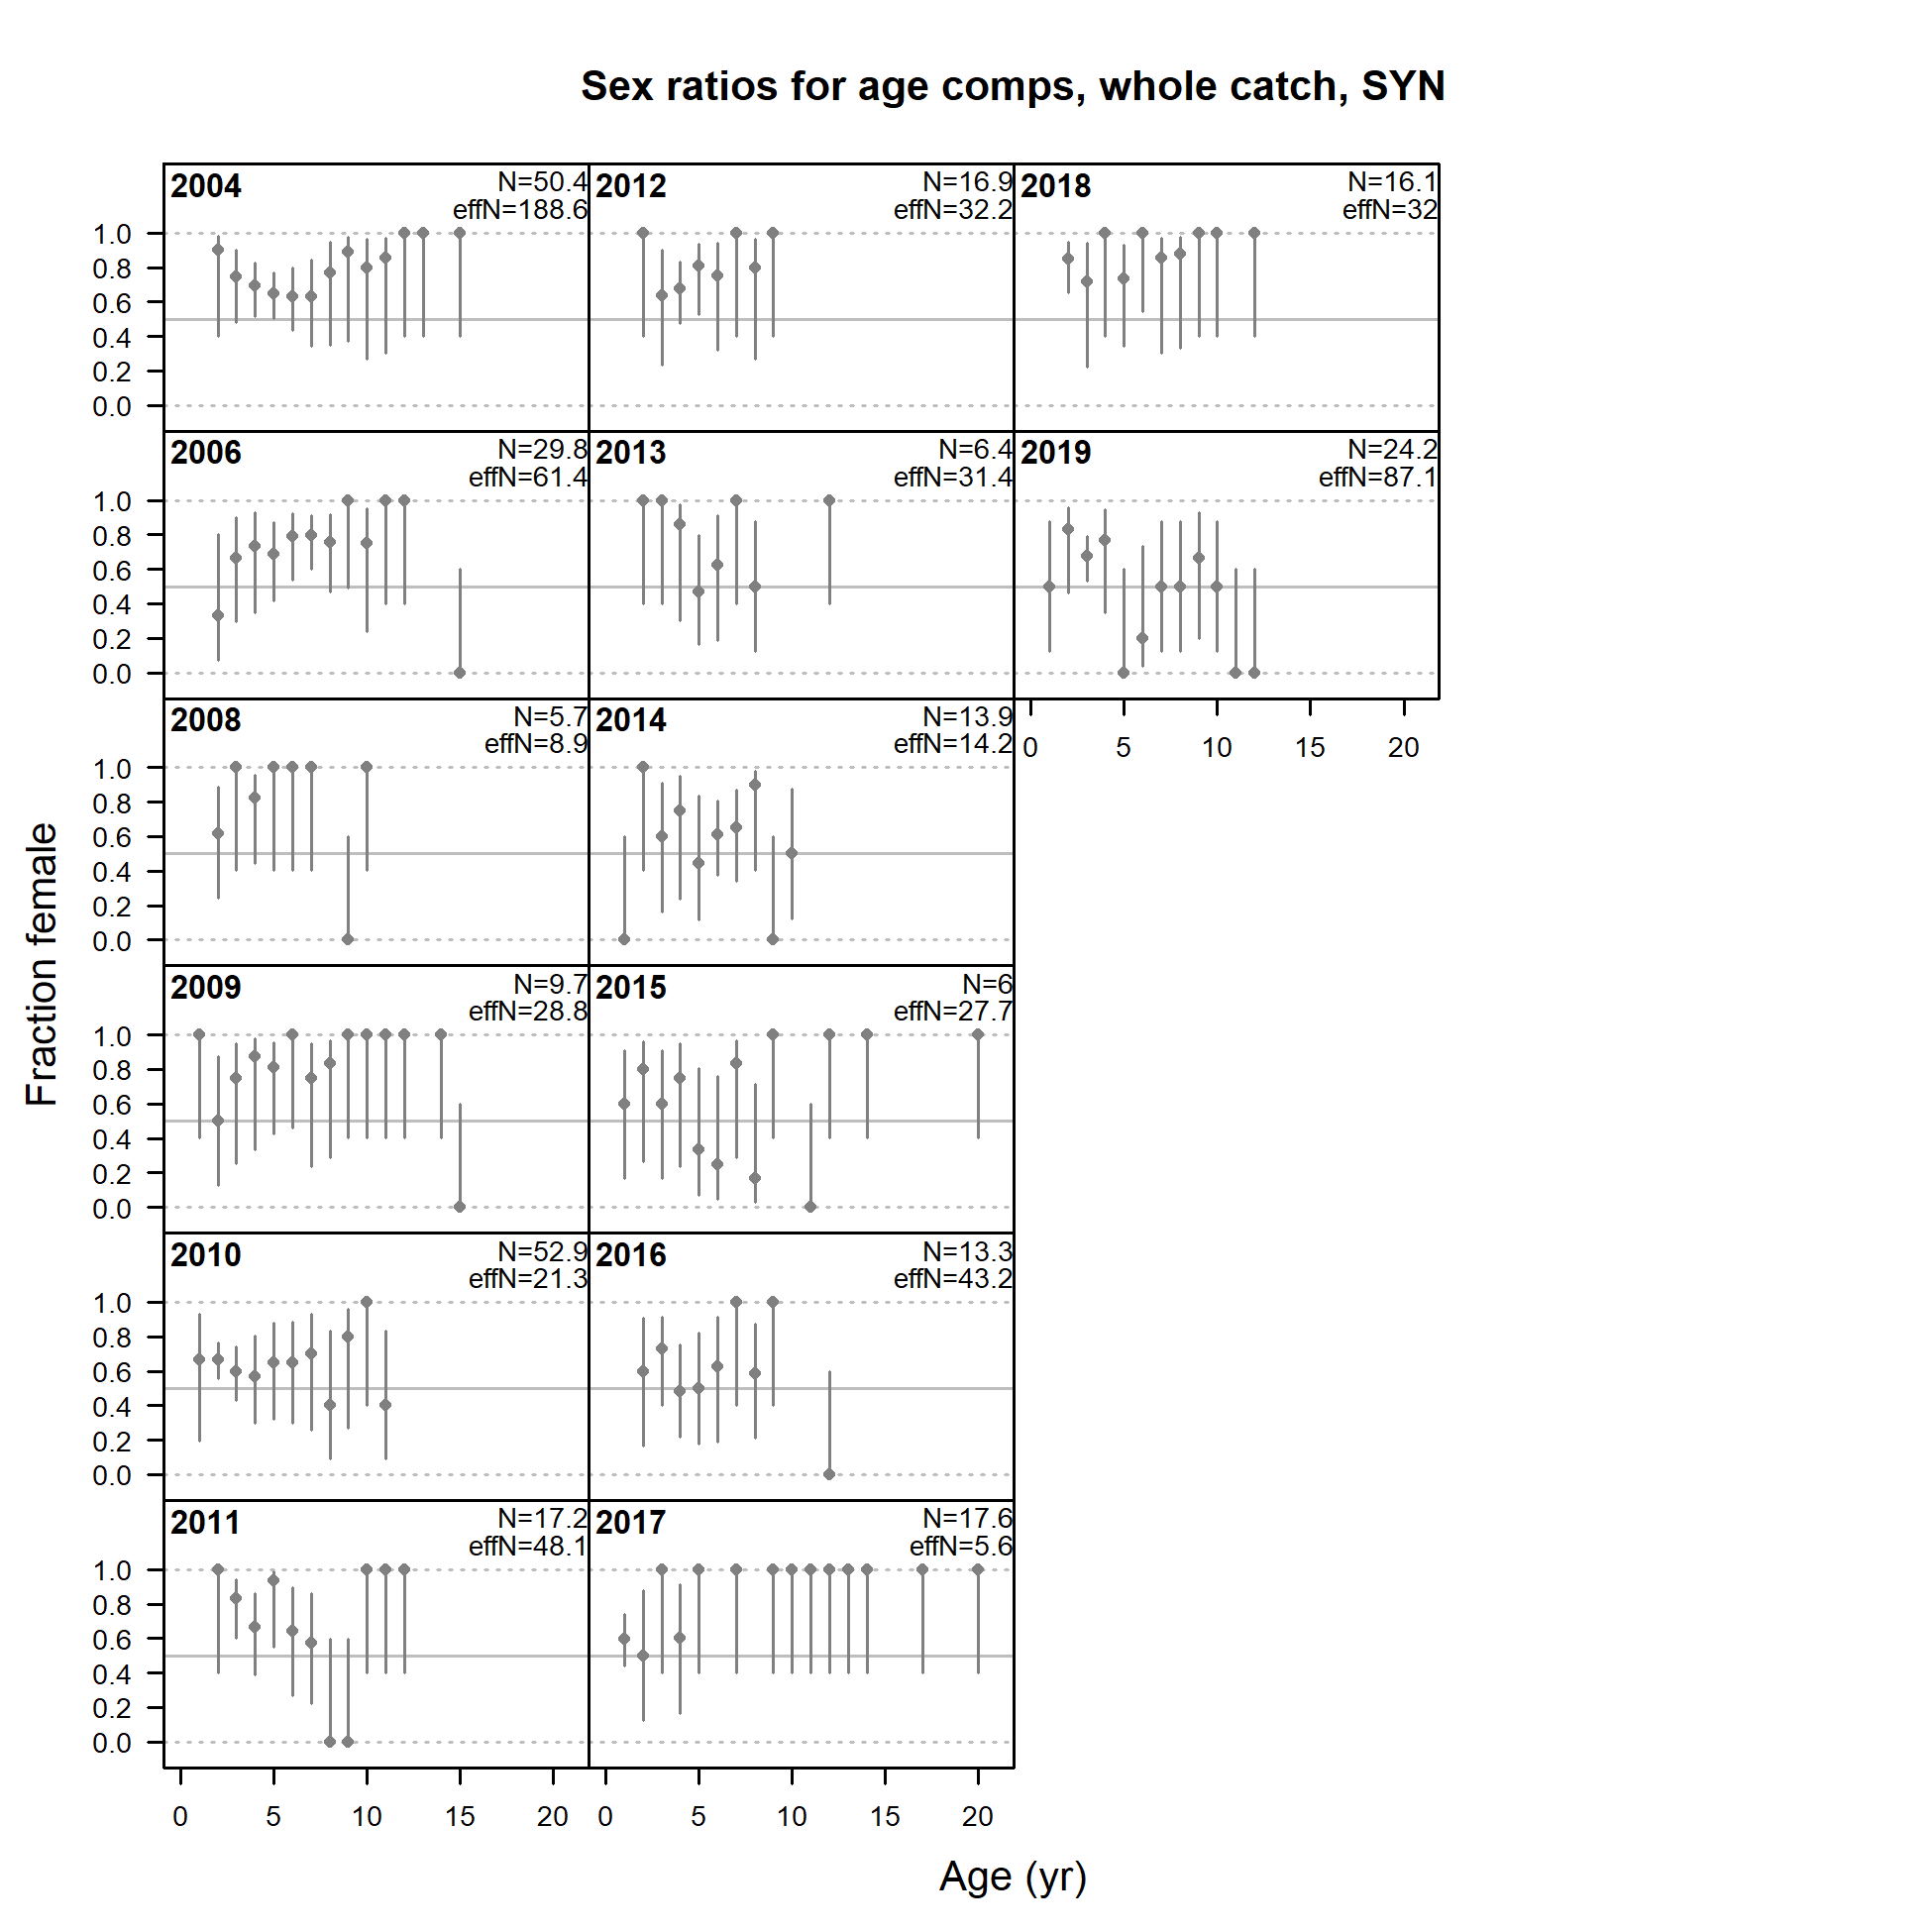 Sex ratios for age comps, whole catch, SYN
2004
N=50.4
effN=188.6
2012
N=16.9
effN=32.2
2018
N=16.1
effN=32
1.0
0.8
0.6
0.4
0.2
0.0
2006
N=29.8
effN=61.4
2013
N=6.4
effN=31.4
2019
N=24.2
effN=87.1
1.0
0.8
0.6
0.4
0.2
0.0
0 5 10 15 20
2008
N=5.7
effN=8.9
2014
N=13.9
effN=14.2
1.0
0.8
0.6
0.4
0.2
0.0
2009
N=9.7
effN=28.8
2015
N=6
effN=27.7
1.0
0.8
0.6
0.4
0.2
0.0
2010
N=52.9
effN=21.3
2016
N=13.3
effN=43.2
1.0
0.8
0.6
0.4
0.2
0.0
2011
N=17.2
effN=48.1
2017
N=17.6
effN=5.6
1.0
0.8
0.6
0.4
0.2
0.0
0 5 10 15 20
0 5 10 15 20
Fraction female
Age (yr)